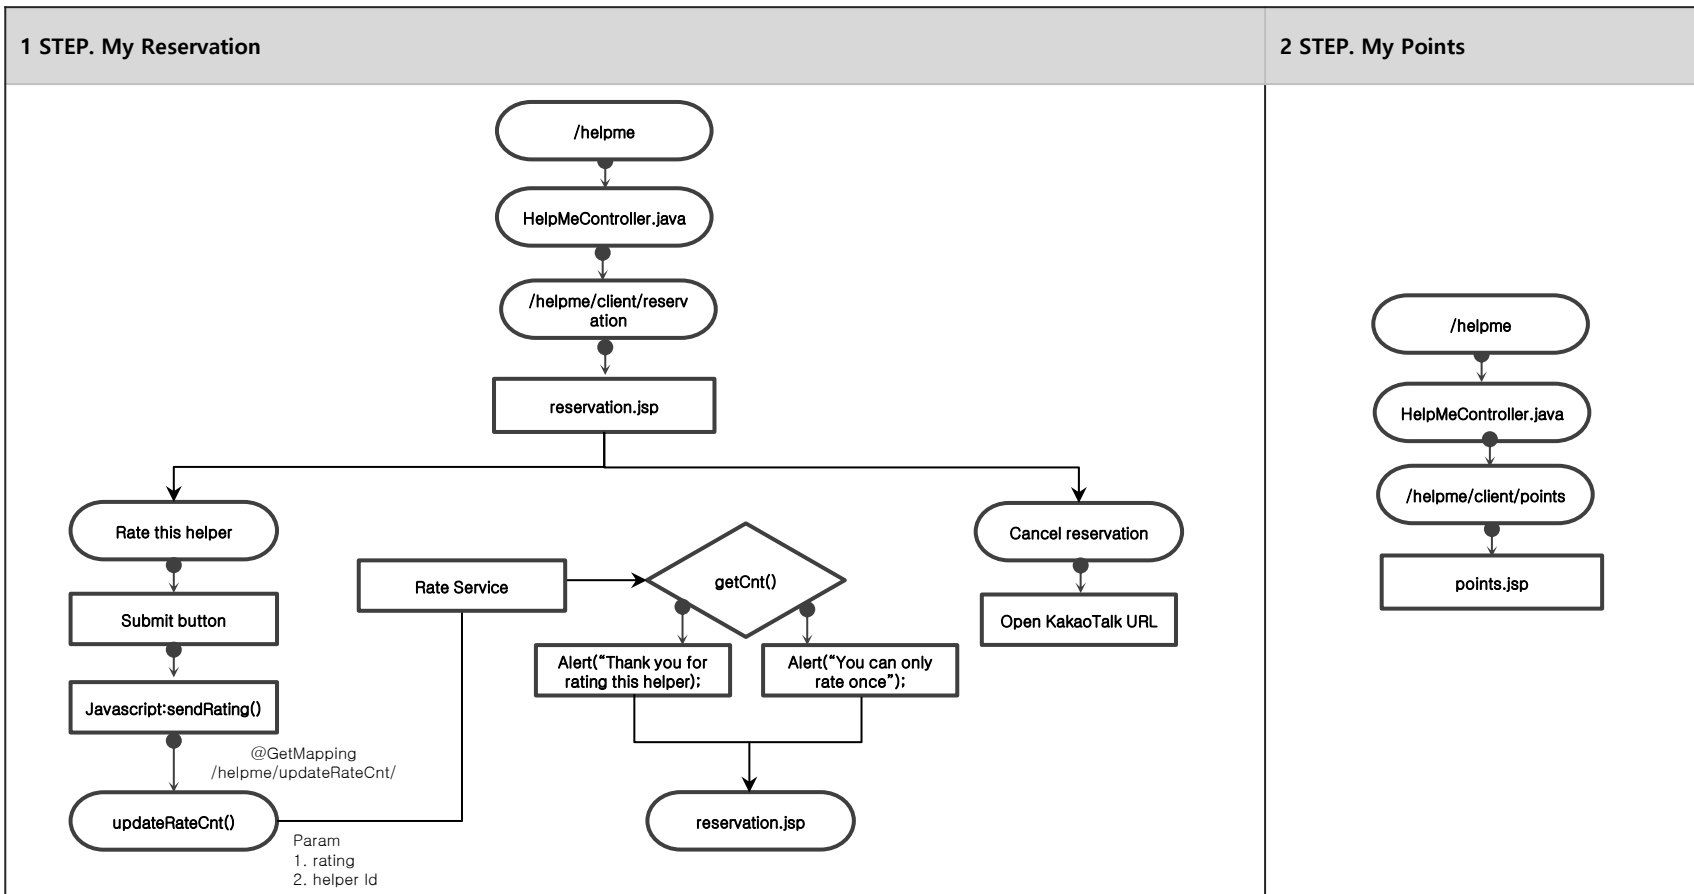 1 STEP. My Reservation
2 STEP. My Points
/helpme
HelpMeController.java
/helpme/client/reserv
ation
reservation.jsp
Rate this helper
Submit button
Javascript:sendRating()
@GetMapping
/helpme/updateRateCnt/
updateRateCnt()
Param
1. rating
2. helper Id
Rate Service
getCnt()
Alert(“Thank you for
rating this helper);
Alert(“You can only
rate once”);
reservation.jsp
Cancel reservation
Open KakaoTalk URL
/helpme
HelpMeController.java
/helpme/client/points
points.jsp